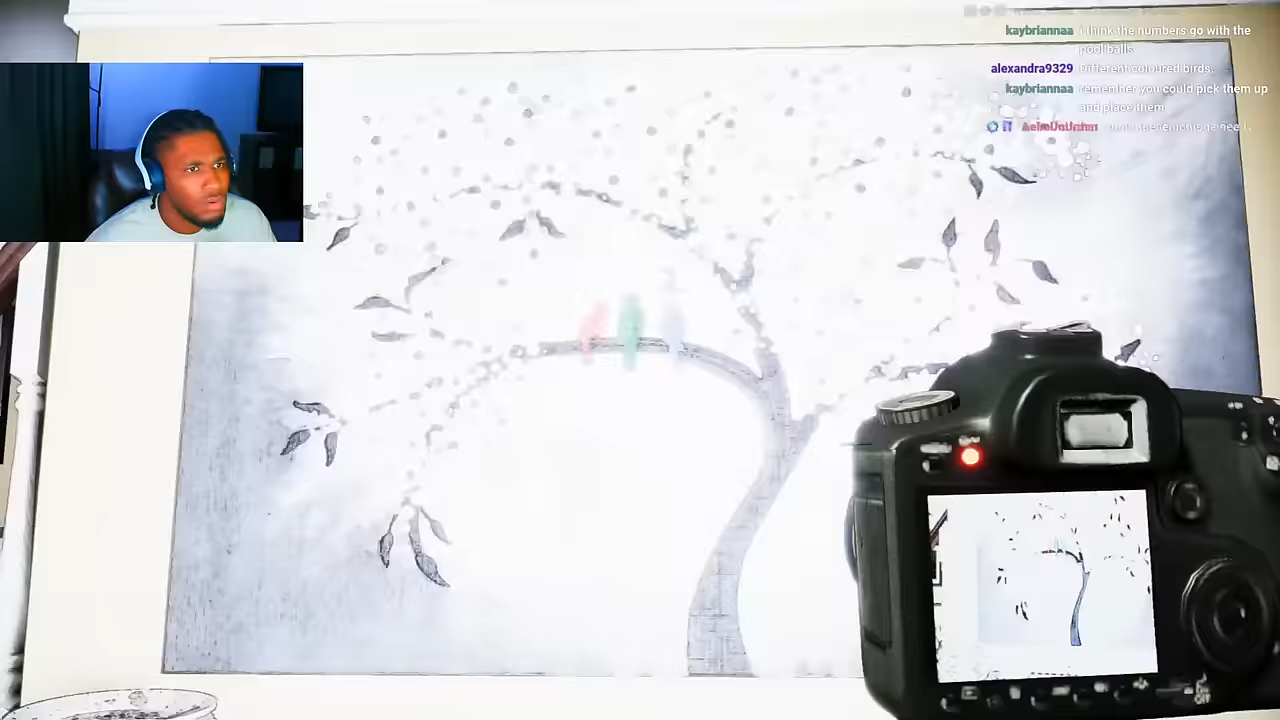 kaybriannaa i think the numbers go with the
pool balls
alexandra9329 Different coloured birds.
kaybriannaa remember you could pick them up
and place them